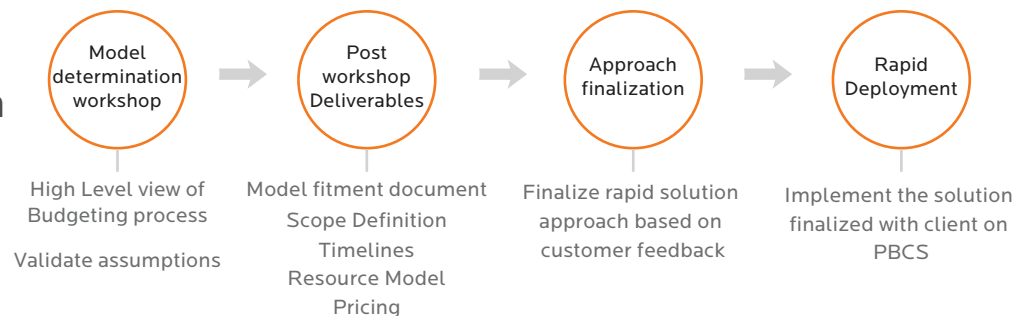 Model
determination
workshop
High Level view of
Budgeting process
Validate assumptions
Post
workshop
Deliverables
Model fitment document
Scope Definition
Timelines
Resource Model
Pricing
Approach
finalization
Finalize rapid solution
approach based on
customer feedback
Rapid
Deployment
Implement the solution
finalized with client on
PBCS